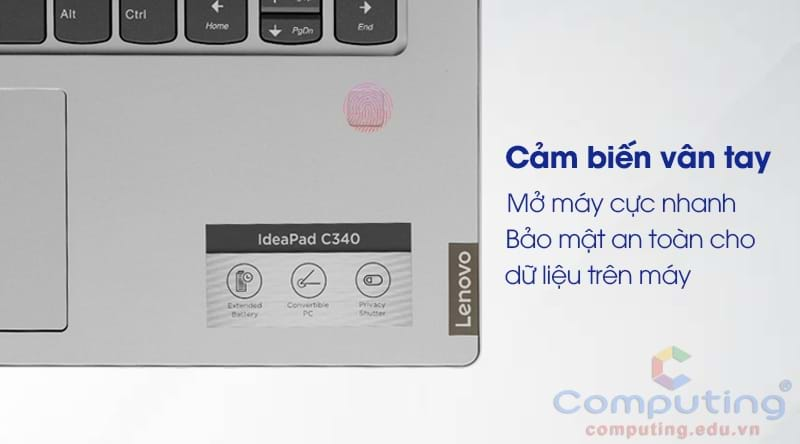 Alt
Ctrl
Home
PgDn
End
Cảm biến vân tay
Mở máy cực nhanh
Bảo mật an toàn cho
dữ liệu trên máy
IdeaPad C340
Extended
Battery
Convertible
PC
Privacy
Shutter
Lenovo
Computing®
computing.edu.vn